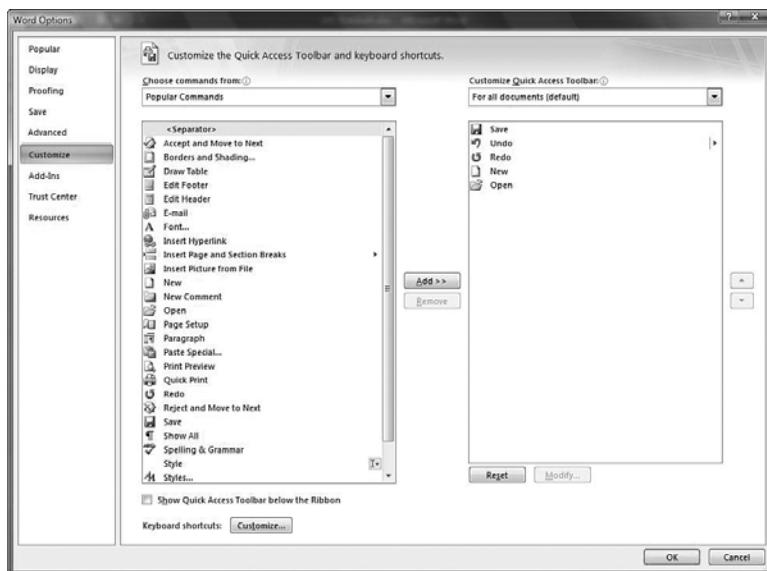 Word Options
Popular
Display
Proofing
Save
Advanced
Customize
Add-Ins
Trust Center
Resources
Customize the Quick Access Toolbar and keyboard shortcuts.
Choose commands from:
Popular Commands
<Separator>
Accept and Move to Next
Borders and Shading...
Draw Table
Edit Footer
Edit Header
E-mail
Font...
Insert Hyperlink
Insert Page and Section Breaks
Insert Picture from File
New
New Comment
Open
Page Setup
Paragraph
Paste Special...
Print Preview
Quick Print
Redo
Reject and Move to Next
Save
Show All
Spelling & Grammar
Style
Styles...
Add >>
Remove
Customize Quick Access Toolbar:
For all documents (default)
Save
Undo
Redo
New
Open
Reset
Modify...
Show Quick Access Toolbar below the Ribbon
Keyboard shortcuts: Customize...
OK
Cancel